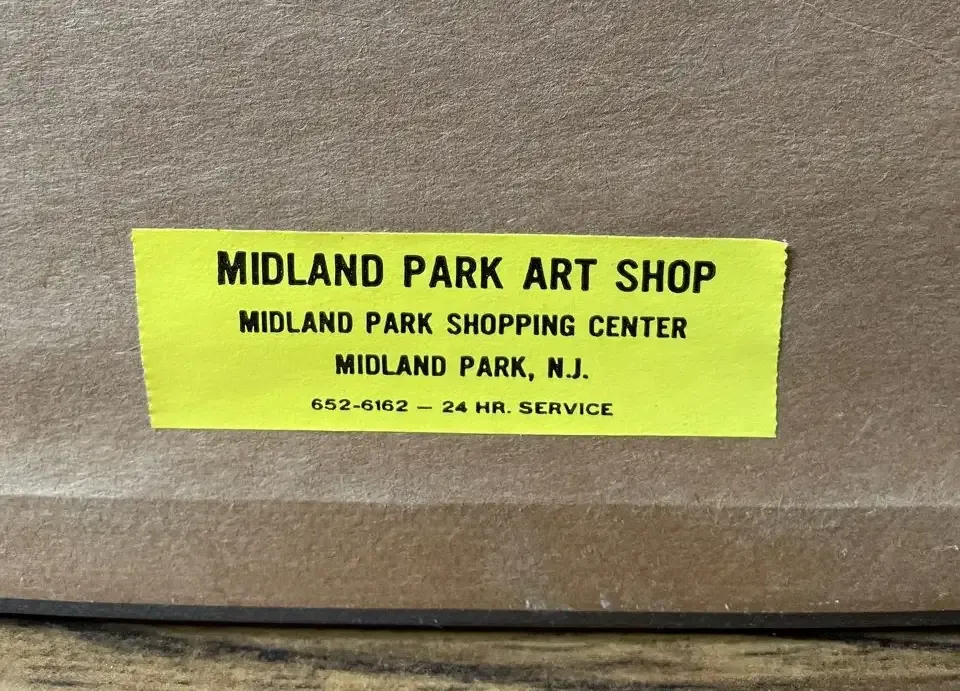 MIDLAND PARK ART SHOP
MIDLAND PARK SHOPPING CENTER
MIDLAND PARK, N.J.
652-6162 — 24 HR. SERVICE